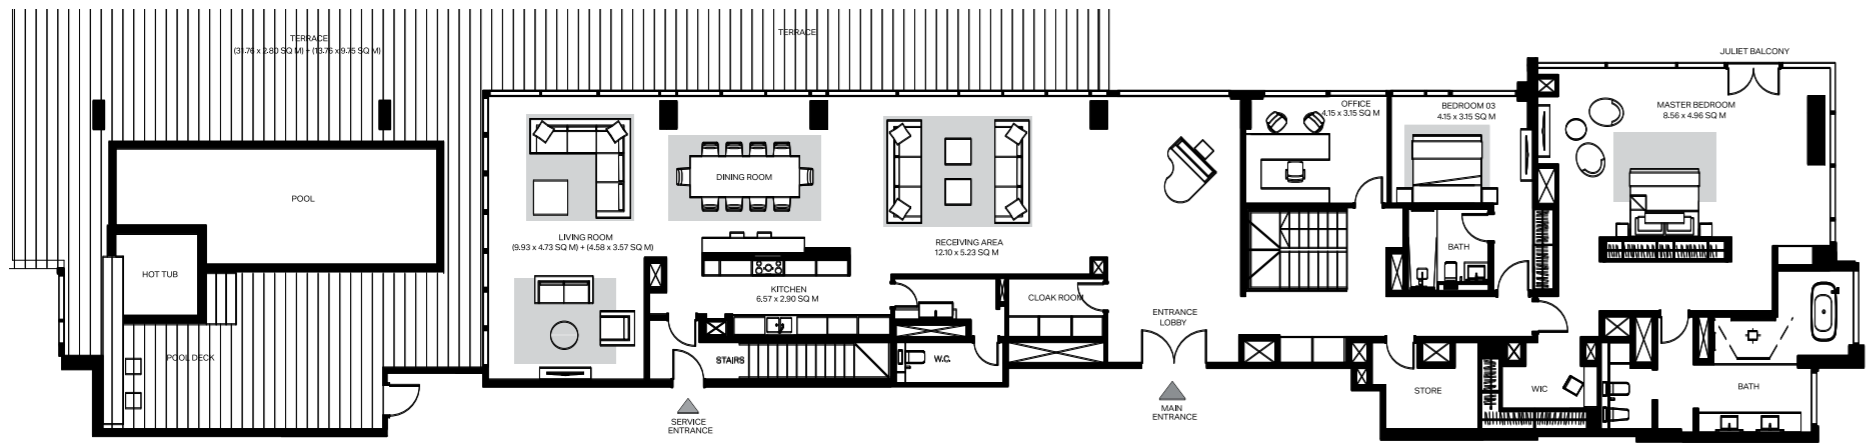 TERRACE
(31.76 x 2.80 SQ M) + (13.76 x 9.75 SQ M)
TERRACE
JULIET BALCONY
OFFICE
4.15 x 3.15 SQ M
BEDROOM 03
4.15 x 3.15 SQ M
MASTER BEDROOM
8.56 x 4.96 SQ M
DINING ROOM
POOL
LIVING ROOM
(9.93 x 4.73 SQ M) + (4.58 x 3.57 SQ M)
RECEIVING AREA
12.10 x 5.23 SQ M
BATH
HOT TUB
KITCHEN
6.57 x 2.90 SQ M
CLOAK ROOM
ENTRANCE
LOBBY
POOL DECK
STAIRS
W.C.
STORE
WIC
BATH
SERVICE
ENTRANCE
MAIN
ENTRANCE